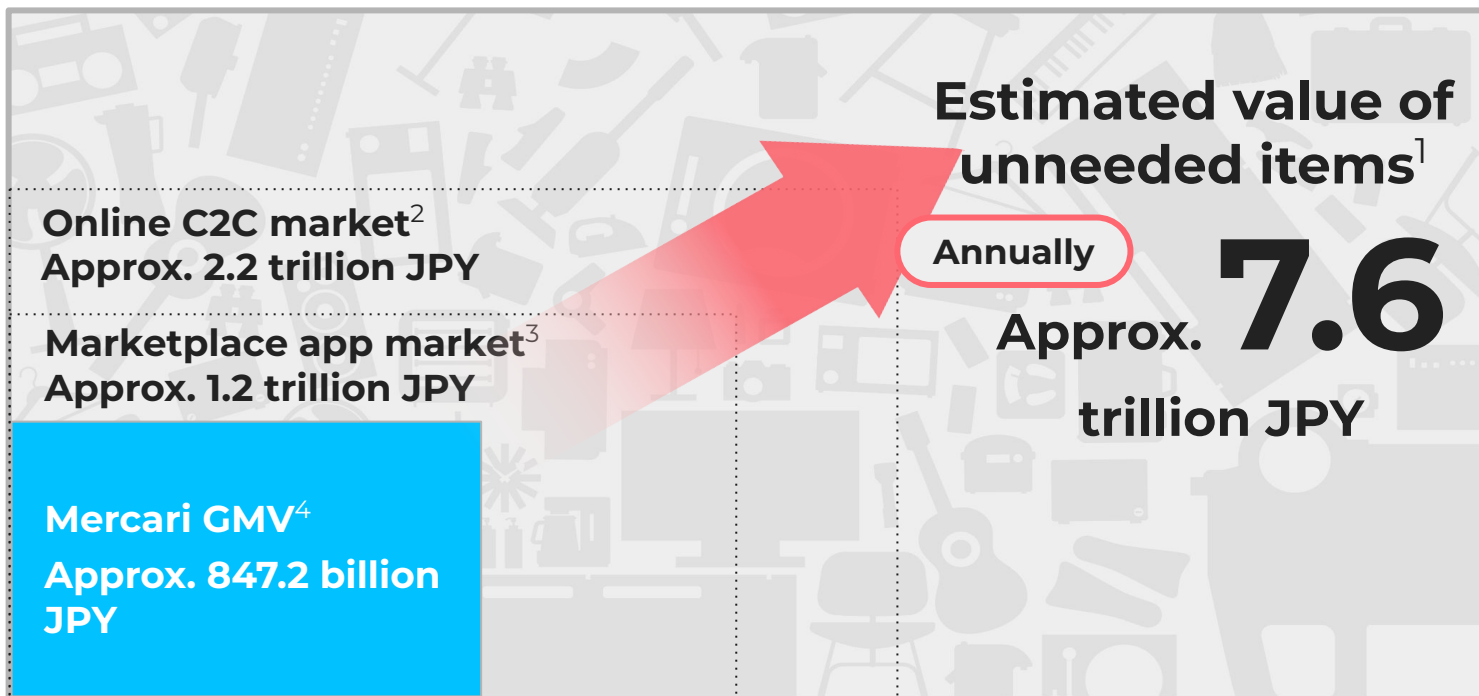 Estimated value of
unneeded items1
Annually
Approx. 7.6
trillion JPY
Online C2C market2
Approx. 2.2 trillion JPY
Marketplace app market3
Approx. 1.2 trillion JPY
Mercari GMV4
Approx. 847.2 billion
JPY